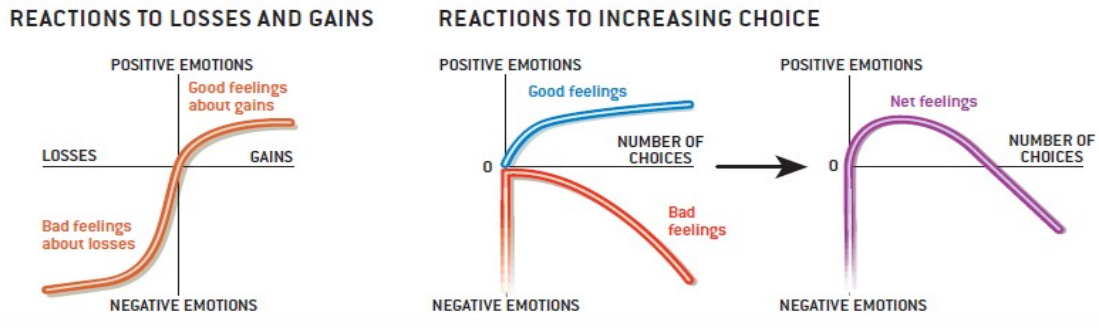 REACTIONS TO LOSSES AND GAINS
POSITIVE EMOTIONS
Good feelings
about gains
LOSSES
GAINS
Bad feelings
about losses
NEGATIVE EMOTIONS
REACTIONS TO INCREASING CHOICE
POSITIVE EMOTIONS
Good feelings
NUMBER OF
CHOICES
0
Bad
feelings
NEGATIVE EMOTIONS
POSITIVE EMOTIONS
Net feelings
NUMBER OF
CHOICES
0
NEGATIVE EMOTIONS